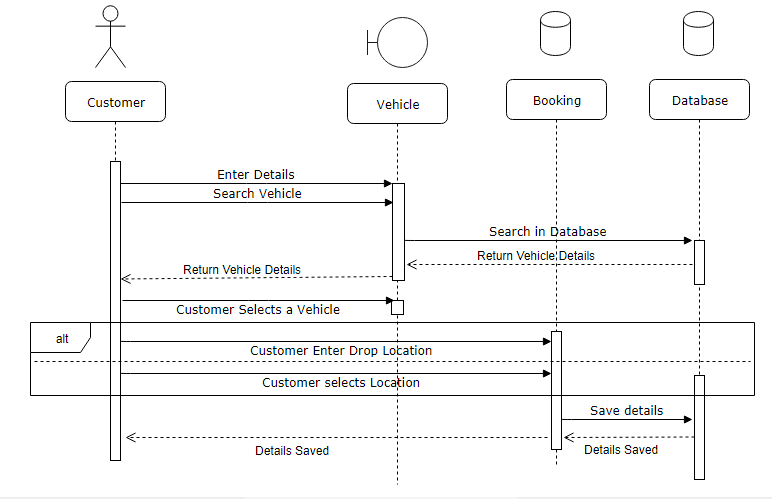 Customer
Vehicle
Booking
Database
Enter Details
Search Vehicle
Search in Database
Return Vehicle Details
Return Vehicle Details
Customer Selects a Vehicle
alt
Customer Enter Drop Location
Customer selects Location
Save details
Details Saved
Details Saved